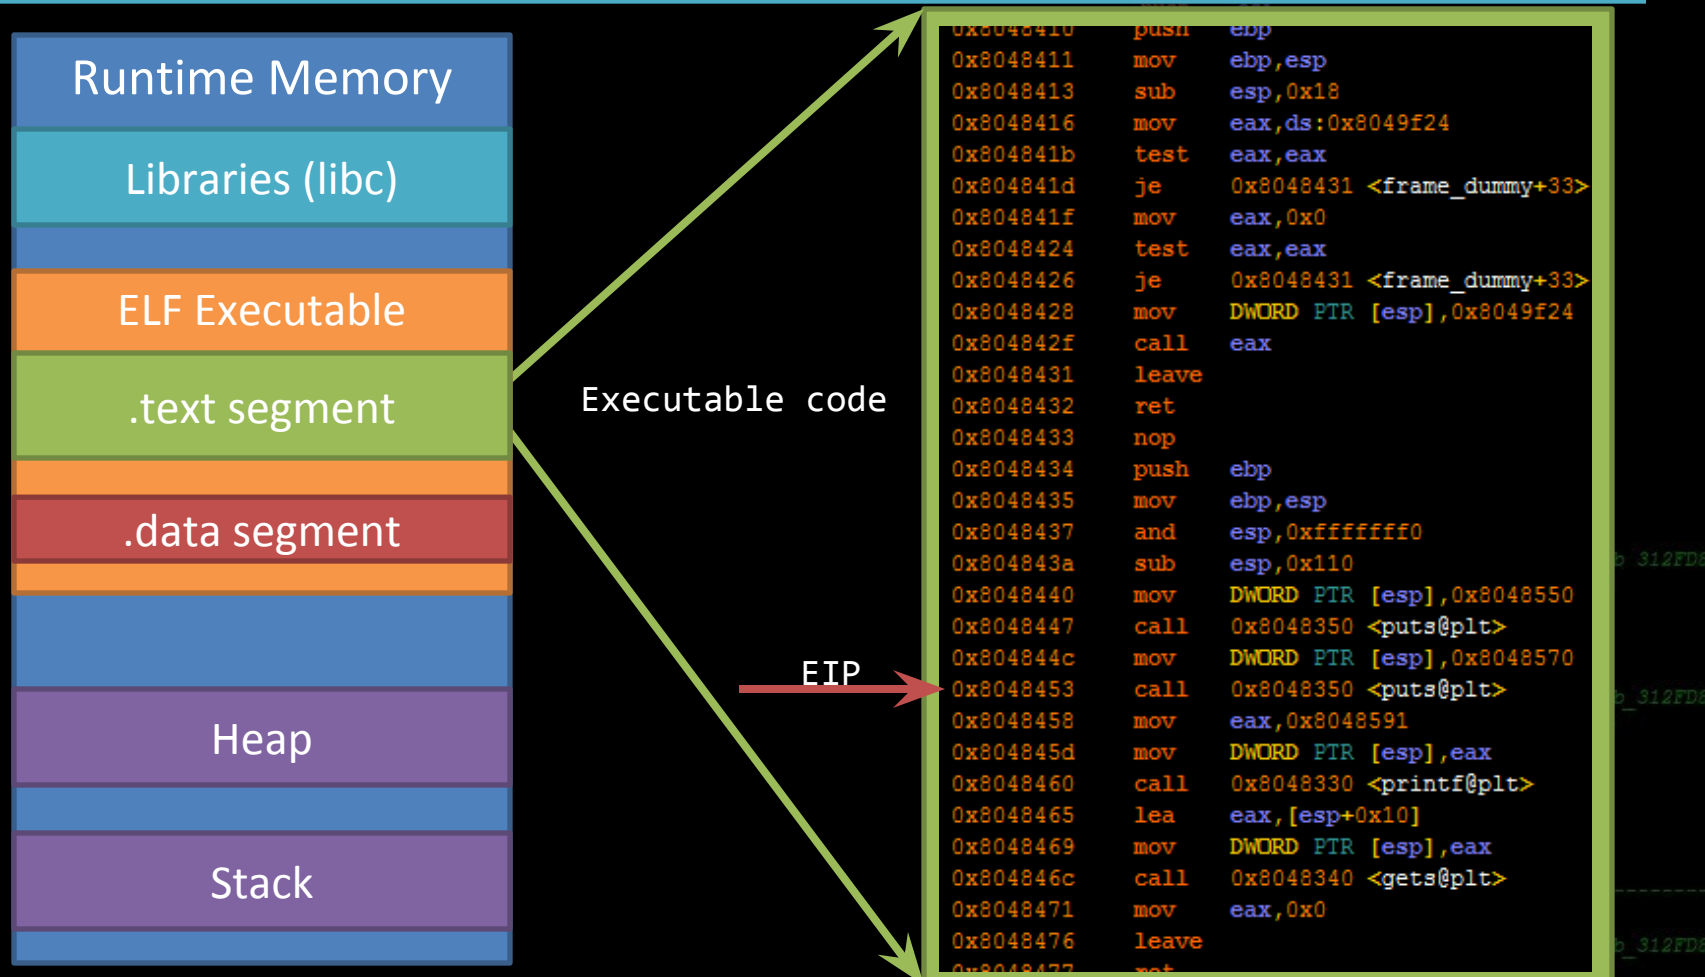 Runtime Memory
Libraries (libc)
ELF Executable
.text segment
.data segment
Heap
Stack
Executable code
EIP
0x8048410 push ebp
0x8048411 mov ebp,esp
0x8048413 sub esp,0x18
0x8048416 mov eax,ds:0x8049f24
0x804841b test eax,eax
0x804841d je 0x8048431 <frame_dummy+33>
0x804841f mov eax,0x0
0x8048424 test eax,eax
0x8048426 je 0x8048431 <frame_dummy+33>
0x8048428 mov DWORD PTR [esp],0x8049f24
0x804842f call eax
0x8048431 leave
0x8048432 ret
0x8048433 nop
0x8048434 push ebp
0x8048435 mov ebp,esp
0x8048437 and esp,0xfffffff0
0x804843a sub esp,0x110
0x8048440 mov DWORD PTR [esp],0x8048550
0x8048447 call 0x8048350 <puts@plt>
0x804844c mov DWORD PTR [esp],0x8048570
0x8048453 call 0x8048350 <puts@plt>
0x8048458 mov eax,0x8048591
0x804845d mov DWORD PTR [esp],eax
0x8048460 call 0x8048330 <printf@plt>
0x8048465 lea eax,[esp+0x10]
0x8048469 mov DWORD PTR [esp],eax
0x804846c call 0x8048340 <gets@plt>
0x8048471 mov eax,0x0
0x8048476 leave
0x8048477 ret